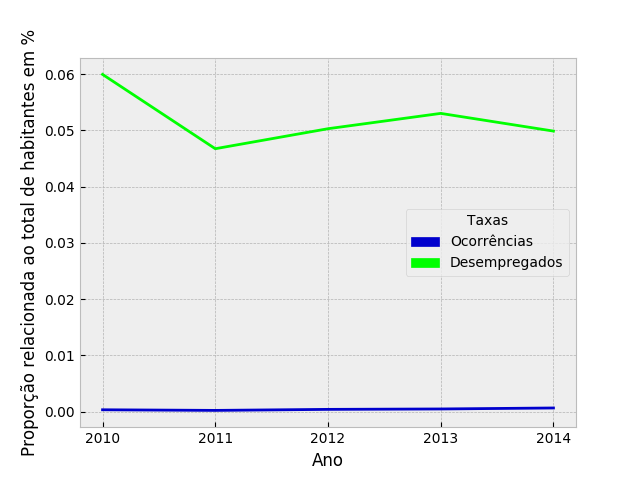 Proporção relacionada ao total de habitantes em %
0.06
0.05
0.04
0.03
0.02
0.01
0.00
Taxas
Ocorrências
Desempregados
2010 2011 2012 2013 2014
Ano